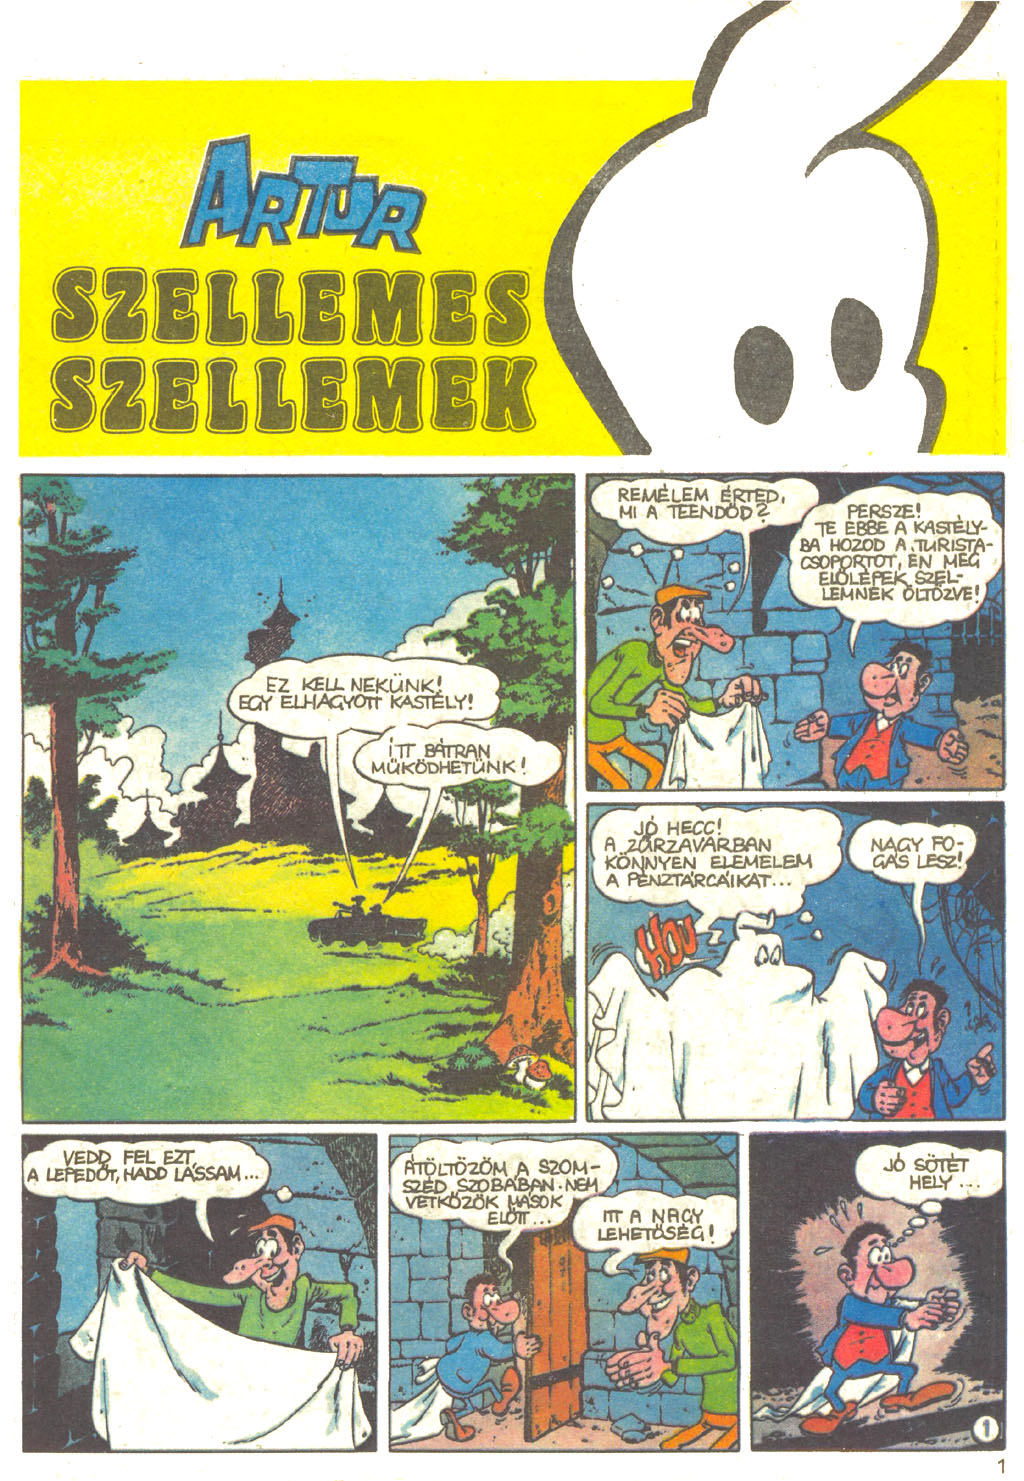 ARTUR
SZELLEMES
SZELLEMEK
EZ KELL NEKÜNK!
EGY ELHAGYOTT KASTÉLY!
ITT BÁTRAN
MŰKÖDHETÜNK!
REMÉLEM ÉRTED,
MI A TEENDŐD?
PERSZE!
TE EBBE A KASTÉLY-
BA HOZOD A TURISTA-
CSOPORTOT, ÉN MEG
ELŐLÉPEK SZEL-
LEMNEK ÖLTÖZVE!
JÓ HECC!
A ZŰRZAVARBAN
KÖNNYEN ELEMELEM
A PÉNZTÁRCÁIKAT...
NAGY FO-
GÁS LESZ!
HOU
VEDD FEL EZT
A LEPEDŐT, HADD LÁSSAM...
ÁTÖLTÖZÖM A SZOM-
SZÉD SZOBÁBAN. NEM
VETKŐZÖK MÁSOK
ELŐTT...
ITT A NAGY
LEHETŐSÉG!
JÓ SÖTÉT
HELY...
1
1